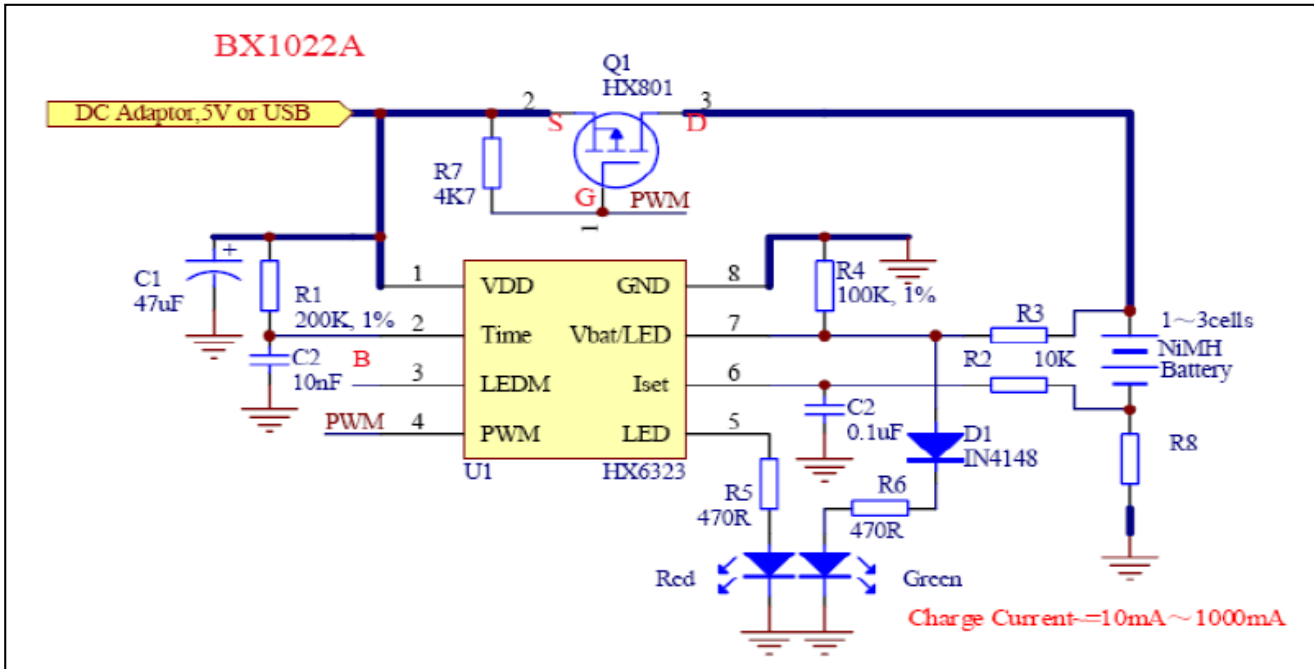 BX1022A
Q1
HX801
DC Adaptor,5V or USB
2
S
3
D
R7
4K7
G
PWM
1
C1
47uF
+
R1
200K, 1%
C2
10nF
B
1
VDD
GND
8
2
Time
Vbat/LED
7
3
LEDM
Iset
6
PWM
4
PWM
LED
5
U1
HX6323
R4
100K, 1%
R3
R2
10K
1~3cells
NiMH
Battery
C2
0.1uF
D1
IN4148
R8
R5
470R
R6
470R
Red
Green
Charge Current-=10mA~1000mA